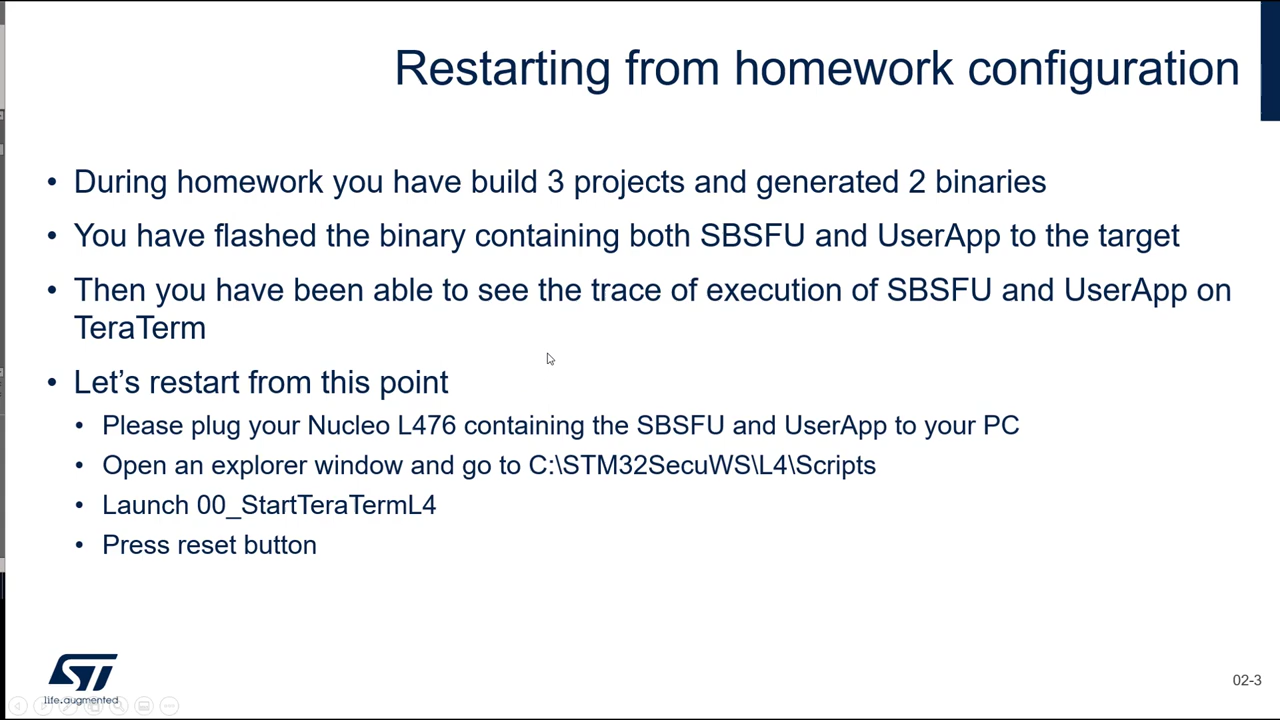 Restarting from homework configuration
• During homework you have build 3 projects and generated 2 binaries
• You have flashed the binary containing both SBSFU and UserApp to the target
• Then you have been able to see the trace of execution of SBSFU and UserApp on
TeraTerm
• Let's restart from this point
• Please plug your Nucleo L476 containing the SBSFU and UserApp to your PC
• Open an explorer window and go to C:\STM32SecuWS\L4\Scripts
• Launch 00_StartTeraTermL4
• Press reset button
ST
life.augmented
02-3